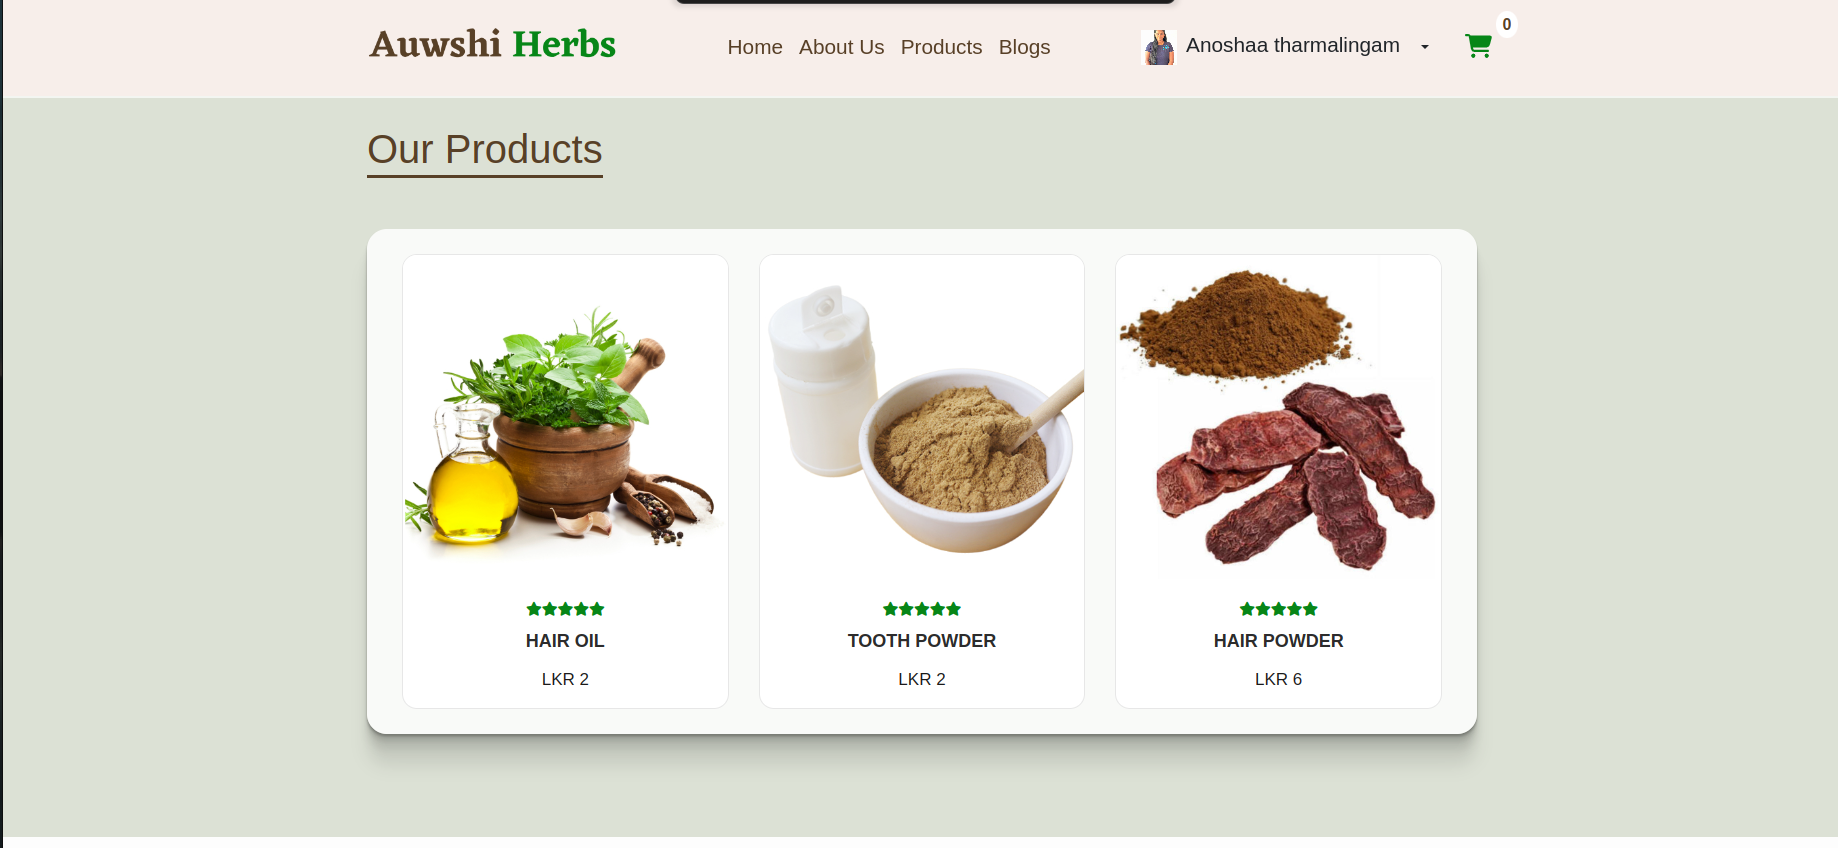 Auwshi Herbs
Home About Us Products Blogs
Anoshaa tharmalingam
0
Our Products
HAIR OIL
LKR 2
TOOTH POWDER
LKR 2
HAIR POWDER
LKR 6